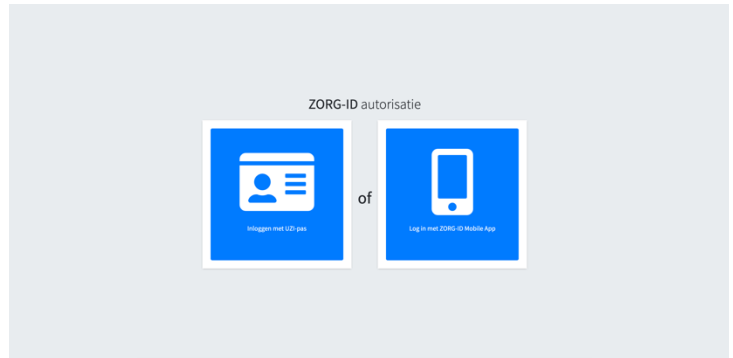 ZORG-ID autorisatie
of
Inloggen met UZI-pas
Log in met ZORG-ID Mobile App